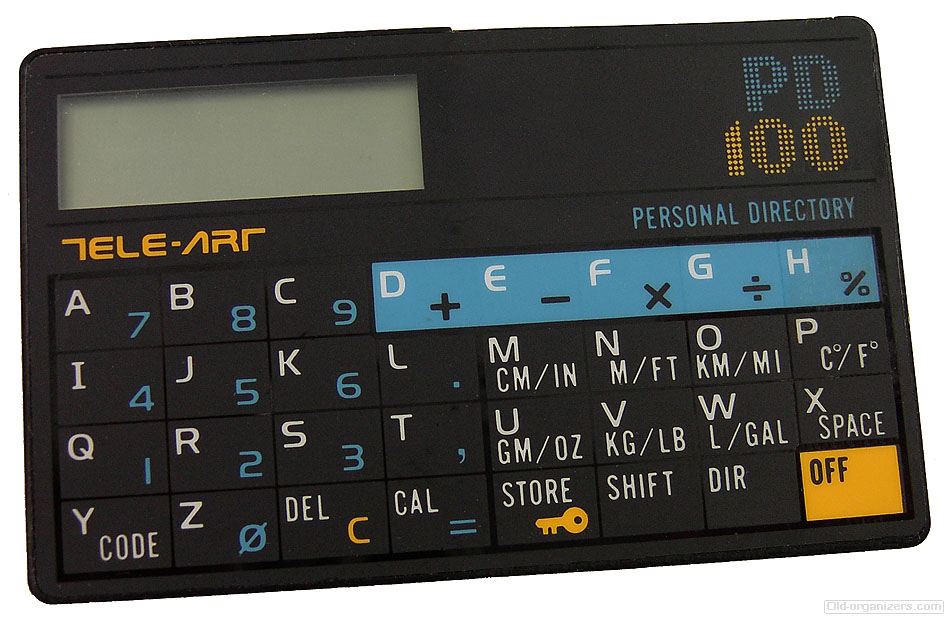 PD
100
PERSONAL DIRECTORY
TELE-ART
A 7 B 8 C 9 D + E − F × G ÷ H %
I 4 J 5 K 6 L . M CM/IN N M/FT O KM/MI P C°/F°
Q 1 R 2 S 3 T , U GM/OZ V KG/LB W L/GAL X SPACE
Y CODE Z Ø DEL C CAL = STORE SHIFT DIR OFF
Old-organizers.com